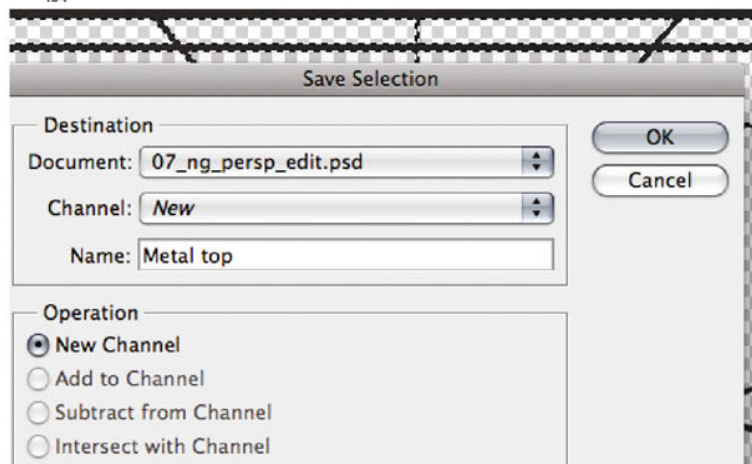 Save Selection
Destination
Document: 07_ng_persp_edit.psd
Channel: New
Name: Metal top
OK
Cancel
Operation
New Channel
Add to Channel
Subtract from Channel
Intersect with Channel